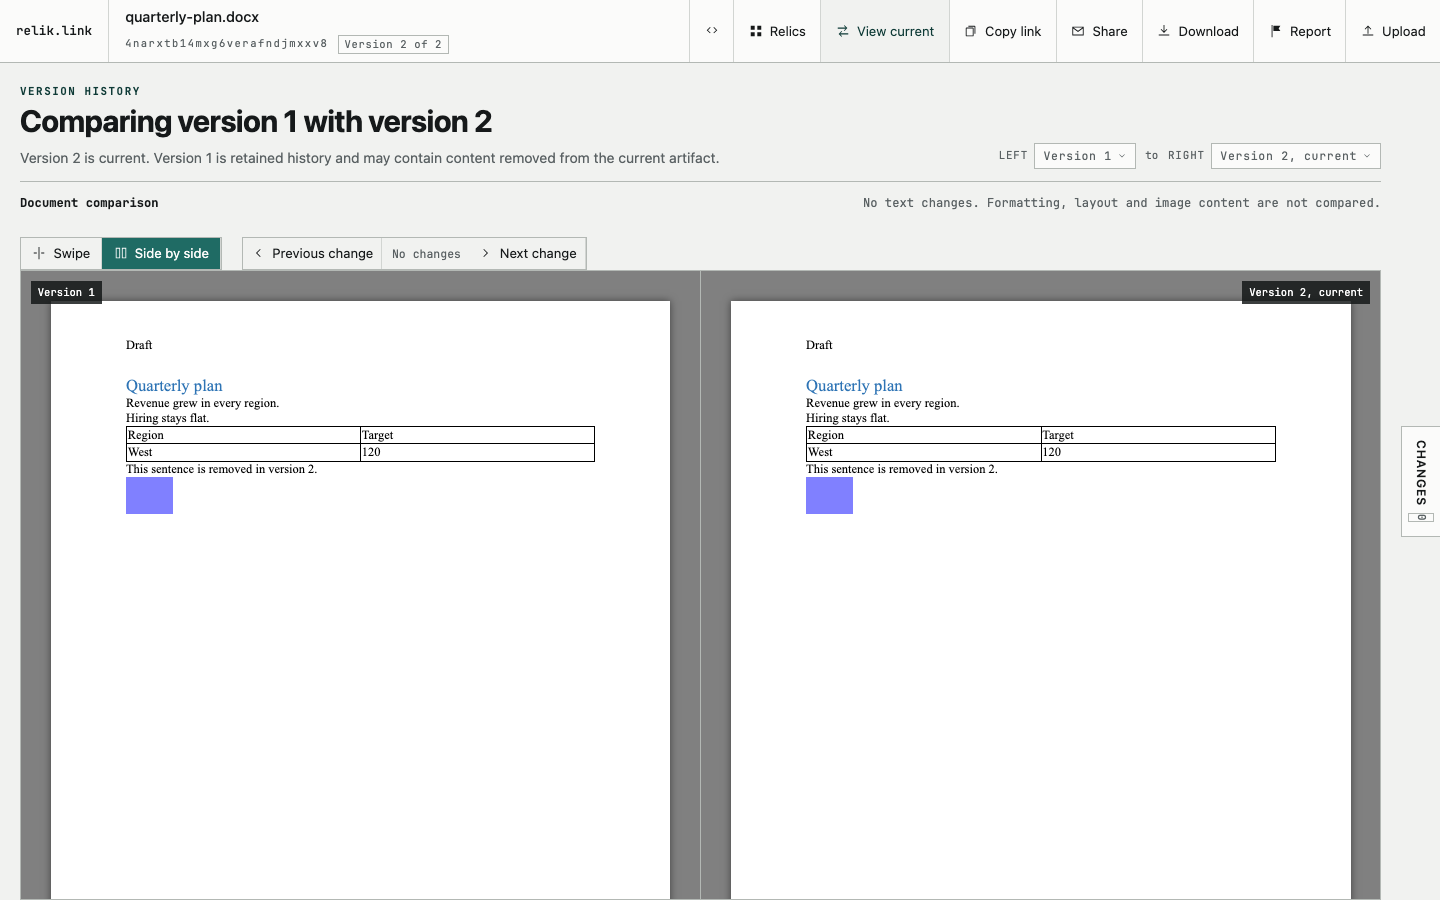 relik.link
quarterly-plan.docx
4narxtb14mxg6verafndjmxxv8 Version 2 of 2
Relics
View current
Copy link
Share
Download
Report
Upload
VERSION HISTORY
Comparing version 1 with version 2
Version 2 is current. Version 1 is retained history and may contain content removed from the current artifact.
LEFT Version 1 to RIGHT Version 2, current
Document comparison
No text changes. Formatting, layout and image content are not compared.
Swipe
Side by side
Previous change
No changes
Next change
Version 1
Draft
Quarterly plan
Revenue grew in every region.
Hiring stays flat.
Region Target
West 120
This sentence is removed in version 2.
Version 2, current
Draft
Quarterly plan
Revenue grew in every region.
Hiring stays flat.
Region Target
West 120
This sentence is removed in version 2.
CHANGES
0